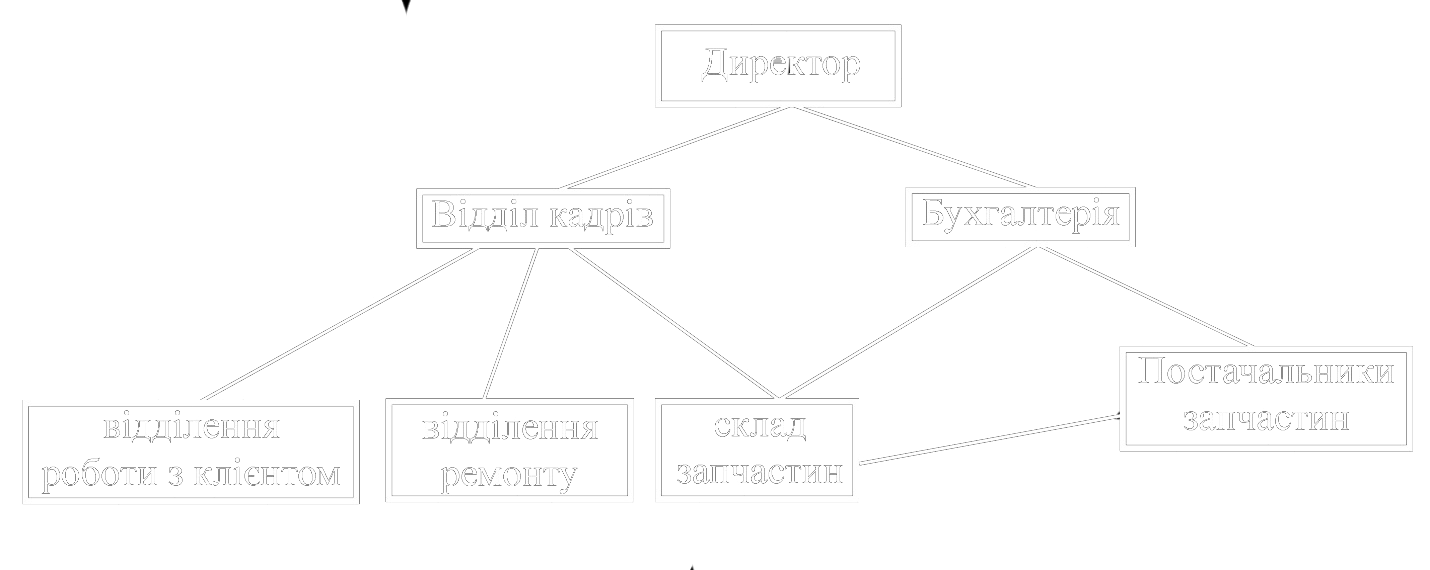 Директор
Відділ кадрів
Бухгалтерія
відділення
роботи з клієнтом
відділення
ремонту
склад
запчастин
Постачальники
запчастин